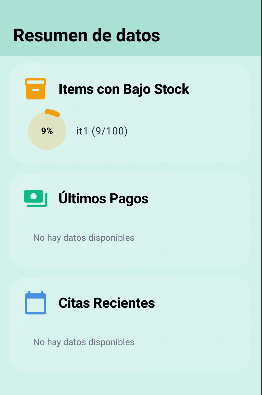 Resumen de datos
Items con Bajo Stock
9%
it1 (9/100)
Últimos Pagos
No hay datos disponibles
Citas Recientes
No hay datos disponibles